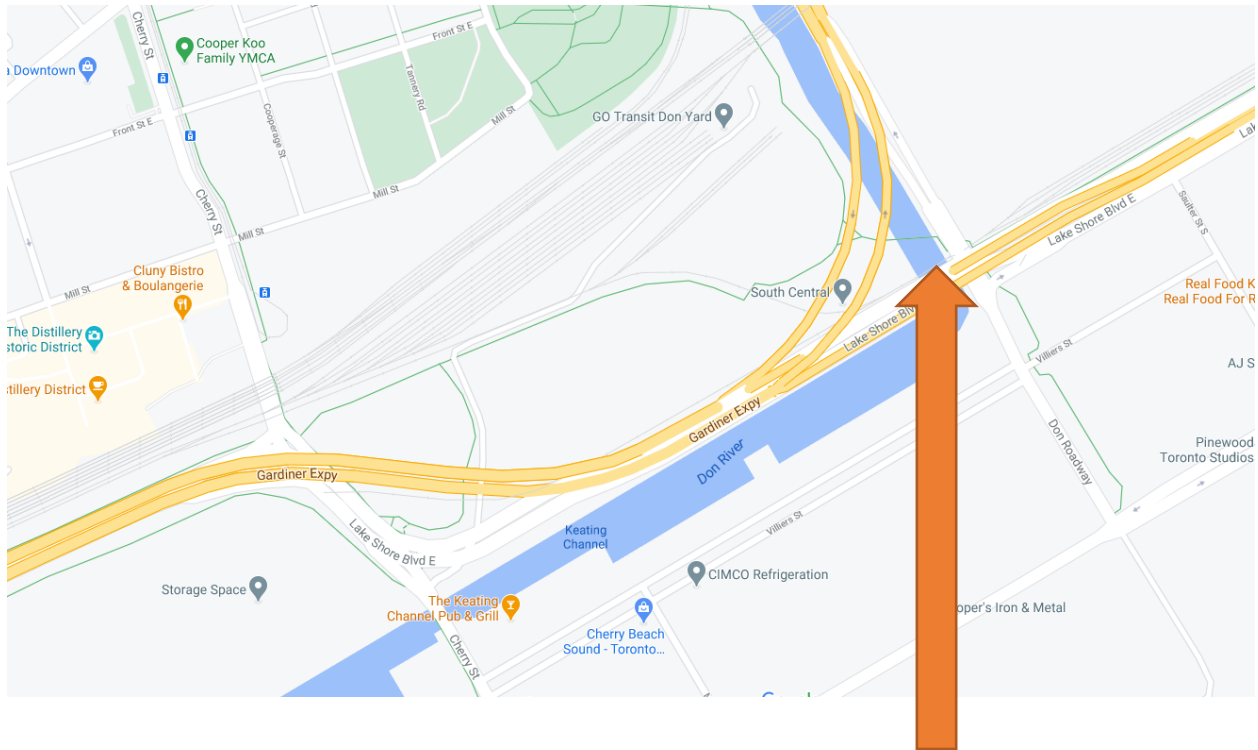 Cherry St
Cooper Koo
Family YMCA
Front St E
a Downtown
Tannery Rd
GO Transit Don Yard
Cooperage St
Mill St
Front St E
Lake
Mill St
Cherry St
Saulter St S
Lake Shore Blvd E
Mill St
Cluny Bistro
& Boulangerie
Mill St
South Central
Real Food K
Real Food For R
The Distillery
storic District
Lake Shore Blv
Villiers St
AJ S
stillery District
Gardiner Expy
Don Roadway
Pinewood
Toronto Studios
Don River
Gardiner Expy
Keating
Channel
Villiers St
Lake Shore Blvd E
CIMCO Refrigeration
Storage Space
The Keating
Channel Pub & Grill
oper's Iron & Metal
Cherry Beach
Sound - Toronto...
Cherry St